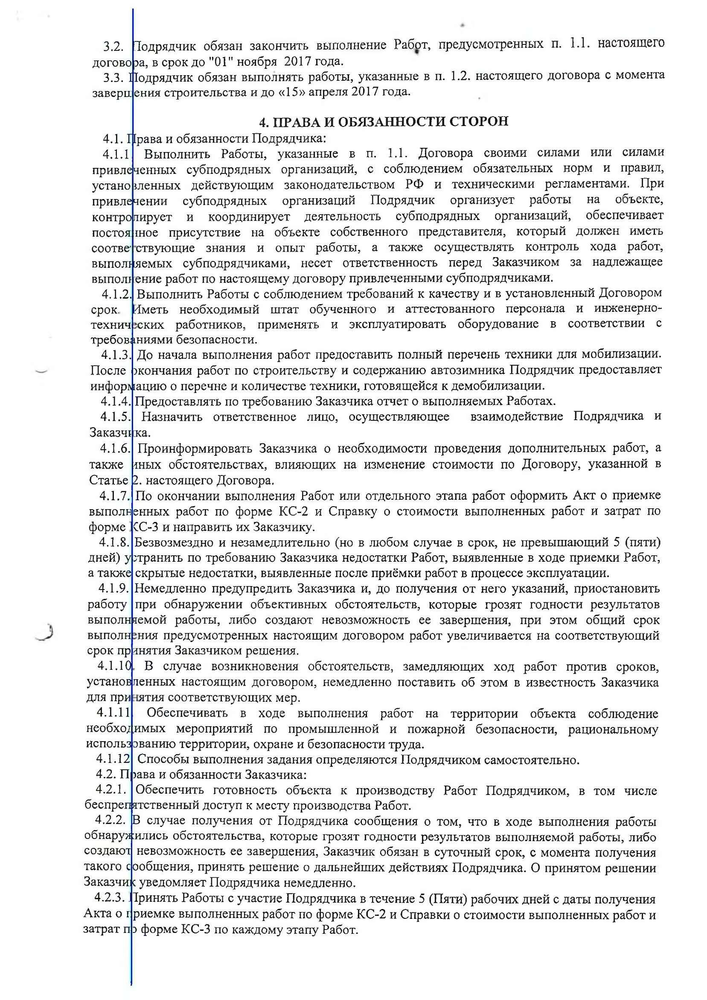 3.2. Подрядчик обязан закончить выполнение Работ, предусмотренных п. 1.1. настоящего
договора, в срок до "01" ноября 2017 года.
3.3. Подрядчик обязан выполнять работы, указанные в п. 1.2. настоящего договора с момента
завершения строительства и до «15» апреля 2017 года.
4. ПРАВА И ОБЯЗАННОСТИ СТОРОН
4.1. Права и обязанности Подрядчика:
4.1.1. Выполнить Работы, указанные в п. 1.1. Договора своими силами или силами
привлеченных субподрядных организаций, с соблюдением обязательных норм и правил,
установленных действующим законодательством РФ и техническими регламентами. При
привлечении субподрядных организаций Подрядчик организует работы на объекте,
контролирует и координирует деятельность субподрядных организаций, обеспечивает
постоянное присутствие на объекте собственного представителя, который должен иметь
соответствующие знания и опыт работы, а также осуществлять контроль хода работ,
выполняемых субподрядчиками, несет ответственность перед Заказчиком за надлежащее
выполнение работ по настоящему договору привлеченными субподрядчиками.
4.1.2. Выполнить Работы с соблюдением требований к качеству и в установленный Договором
срок. Иметь необходимый штат обученного и аттестованного персонала и инженерно-
технических работников, применять и эксплуатировать оборудование в соответствии с
требованиями безопасности.
4.1.3. До начала выполнения работ предоставить полный перечень техники для мобилизации.
После окончания работ по строительству и содержанию автозимника Подрядчик предоставляет
информацию о перечне и количестве техники, готовящейся к демобилизации.
4.1.4. Предоставлять по требованию Заказчика отчет о выполняемых Работах.
4.1.5. Назначить ответственное лицо, осуществляющее взаимодействие Подрядчика и
Заказчика.
4.1.6. Проинформировать Заказчика о необходимости проведения дополнительных работ, а
также иных обстоятельствах, влияющих на изменение стоимости по Договору, указанной в
Статье 2. настоящего Договора.
4.1.7. По окончании выполнения Работ или отдельного этапа работ оформить Акт о приемке
выполненных работ по форме КС-2 и Справку о стоимости выполненных работ и затрат по
форме КС-3 и направить их Заказчику.
4.1.8. Безвозмездно и незамедлительно (но в любом случае в срок, не превышающий 5 (пяти)
дней) устранить по требованию Заказчика недостатки Работ, выявленные в ходе приемки Работ,
а также скрытые недостатки, выявленные после приёмки работ в процессе эксплуатации.
4.1.9. Немедленно предупредить Заказчика и, до получения от него указаний, приостановить
работу при обнаружении объективных обстоятельств, которые грозят годности результатов
выполняемой работы, либо создают невозможность ее завершения, при этом общий срок
выполнения предусмотренных настоящим договором работ увеличивается на соответствующий
срок принятия Заказчиком решения.
4.1.10. В случае возникновения обстоятельств, замедляющих ход работ против сроков,
установленных настоящим договором, немедленно поставить об этом в известность Заказчика
для принятия соответствующих мер.
4.1.11. Обеспечивать в ходе выполнения работ на территории объекта соблюдение
необходимых мероприятий по промышленной и пожарной безопасности, рациональному
использованию территории, охране и безопасности труда.
4.1.12. Способы выполнения задания определяются Подрядчиком самостоятельно.
4.2. Права и обязанности Заказчика:
4.2.1. Обеспечить готовность объекта к производству Работ Подрядчиком, в том числе
беспрепятственный доступ к месту производства Работ.
4.2.2. В случае получения от Подрядчика сообщения о том, что в ходе выполнения работы
обнаружились обстоятельства, которые грозят годности результатов выполняемой работы, либо
создают невозможность ее завершения, Заказчик обязан в суточный срок, с момента получения
такого сообщения, принять решение о дальнейших действиях Подрядчика. О принятом решении
Заказчик уведомляет Подрядчика немедленно.
4.2.3. Принять Работы с участие Подрядчика в течение 5 (Пяти) рабочих дней с даты получения
Акта о приемке выполненных работ по форме КС-2 и Справки о стоимости выполненных работ и
затрат по форме КС-3 по каждому этапу Работ.